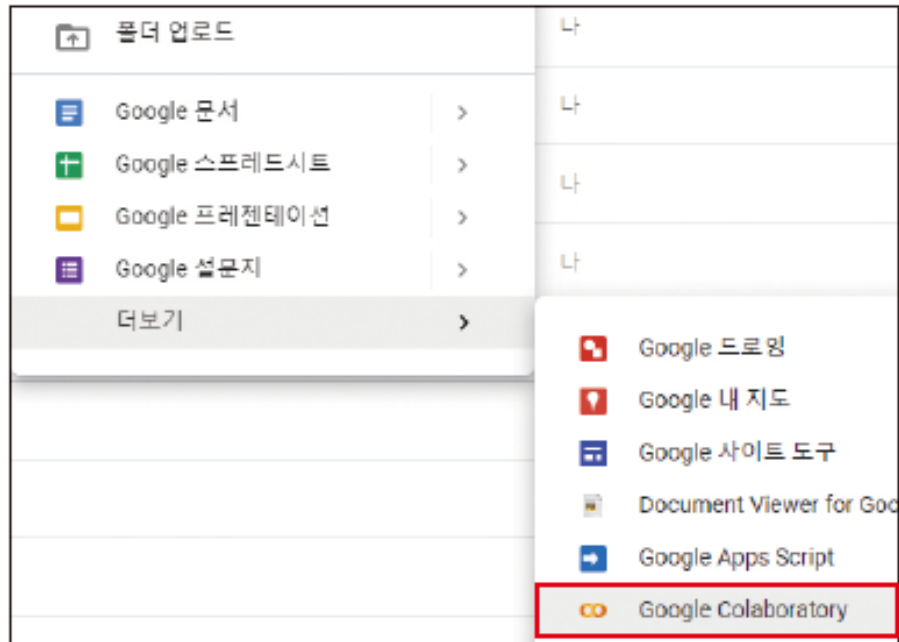 폴더 업로드
나
Google 문서
나
Google 스프레드시트
나
Google 프레젠테이션
Google 설문지
나
더보기
Google 드로잉
Google 내 지도
Google 사이트 도구
Document Viewer for Goo
Google Apps Script
Google Colaboratory